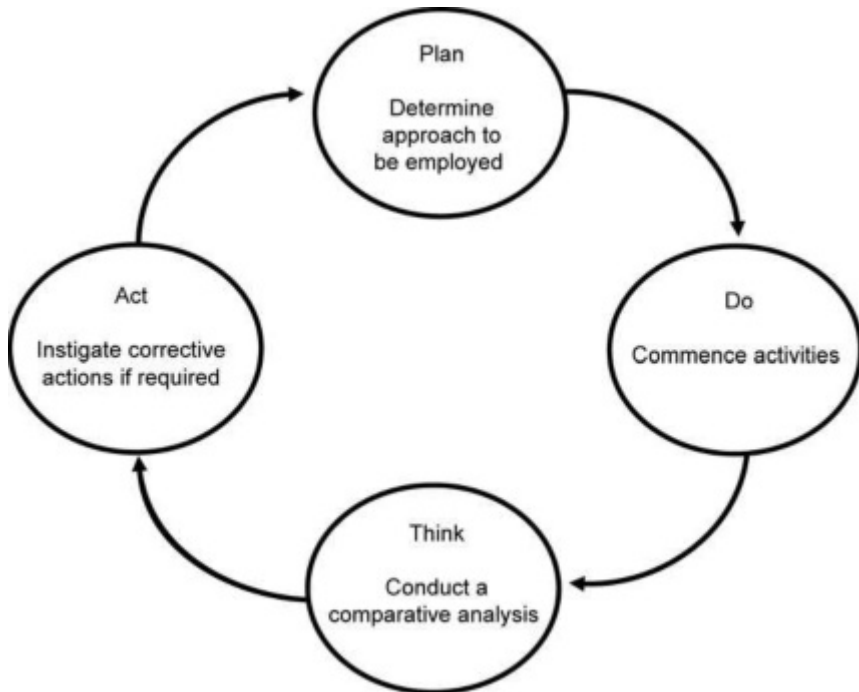 Plan
Determine
approach to
be employed
Do
Commence activities
Think
Conduct a
comparative analysis
Act
Instigate corrective
actions if required